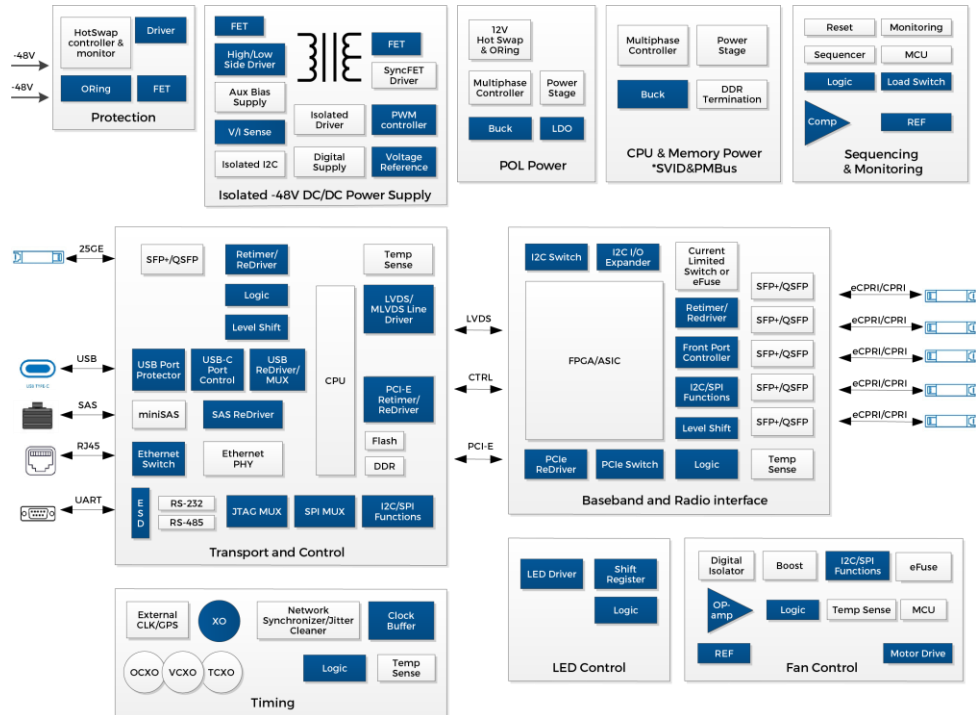 -48V
-48V
HotSwap
controller &
monitor
Driver
ORing
FET
Protection
FET
High/Low
Side Driver
Aux Bias
Supply
V/I Sense
Isolated I2C
FET
SyncFET
Driver
Isolated
Driver
PWM
controller
Digital
Supply
Voltage
Reference
Isolated -48V DC/DC Power Supply
12V
Hot Swap
& ORing
Multiphase
Controller
Power
Stage
Buck
LDO
POL Power
Multiphase
Controller
Power
Stage
Buck
DDR
Termination
CPU & Memory Power
*SVID&PMBus
Reset
Monitoring
Sequencer
MCU
Logic
Load Switch
Comp
REF
Sequencing
& Monitoring
25GE
USB
USB TYPE C
SAS
RJ45
UART
SFP+/QSFP
Retimer/
ReDriver
Logic
Level Shift
Temp
Sense
LVDS/
MLVDS Line
Driver
USB Port
Protector
USB-C
Port
Control
USB
ReDriver/
MUX
CPU
PCI-E
Retimer/
ReDriver
miniSAS
SAS ReDriver
Flash
DDR
Ethernet
Switch
Ethernet
PHY
E
S
D
RS-232
RS-485
JTAG MUX
SPI MUX
I2C/SPI
Functions
Transport and Control
LVDS
CTRL
PCI-E
I2C Switch
I2C I/O
Expander
Current
Limited
Switch or
eFuse
FPGA/ASIC
Retimer/
Redriver
Front Port
Controller
I2C/SPI
Functions
Level Shift
SFP+/QSFP
SFP+/QSFP
SFP+/QSFP
SFP+/QSFP
SFP+/QSFP
PCIe
ReDriver
PCIe Switch
Logic
Temp
Sense
Baseband and Radio interface
eCPRI/CPRI
eCPRI/CPRI
eCPRI/CPRI
eCPRI/CPRI
eCPRI/CPRI
External
CLK/GPS
XO
Network
Synchronizer/Jitter
Cleaner
Clock
Buffer
OCXO
VCXO
TCXO
Logic
Temp
Sense
Timing
LED Driver
Shift
Register
Logic
LED Control
Digital
Isolator
Boost
I2C/SPI
Functions
eFuse
OP-
amp
Logic
Temp Sense
MCU
REF
Motor Drive
Fan Control